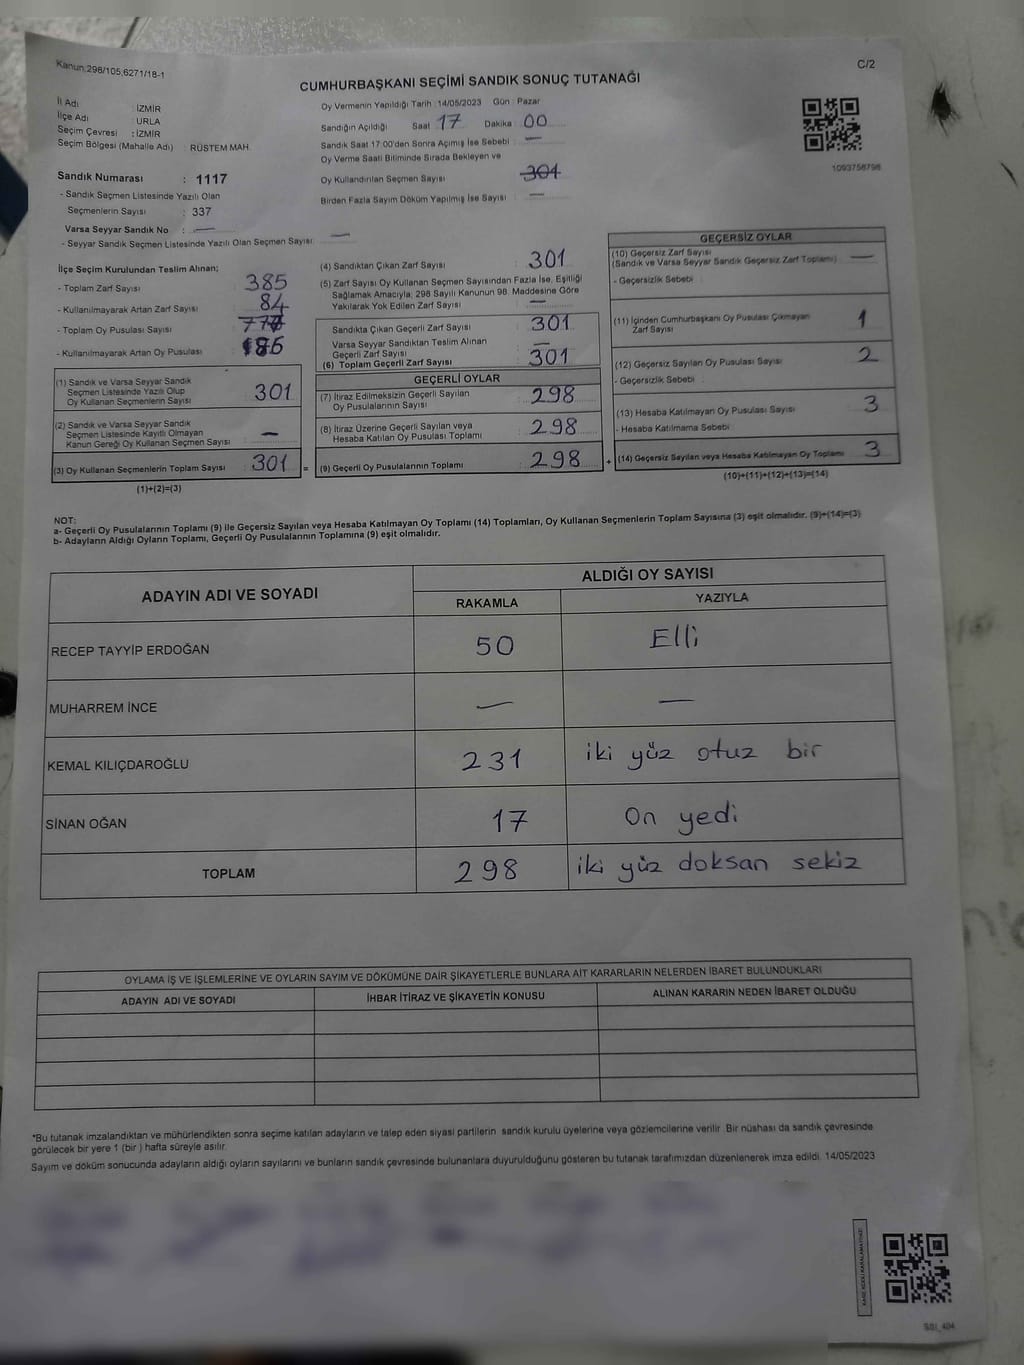 Kanun:298/105,6271/18-1
C/2
CUMHURBAŞKANI SEÇİMİ SANDIK SONUÇ TUTANAĞI
İl Adı : İZMİR
İlçe Adı : URLA
Seçim Çevresi : İZMİR
Seçim Bölgesi (Mahalle Adı) : RÜSTEM MAH.
Sandık Numarası : 1117
- Sandık Seçmen Listesinde Yazılı Olan
Seçmenlerin Sayısı : 337
Varsa Seyyar Sandık No : —
- Seyyar Sandık Seçmen Listesinde Yazılı Olan Seçmen Sayısı: —
Oy Vermenin Yapıldığı Tarih :14/05/2023 Gün : Pazar
Sandığın Açıldığı Saat 17 Dakika : 00
Sandık Saat 17:00'den Sonra Açımış İse Sebebi : —
Oy Verme Saati Bitiminde Sırada Bekleyen ve
Oy Kullandırılan Seçmen Sayısı : 301
Birden Fazla Sayım Döküm Yapılmış İse Sayısı : —
1093756798
İlçe Seçim Kurulundan Teslim Alınan;
- Toplam Zarf Sayısı : 385
- Kullanılmayarak Artan Zarf Sayısı : 84
- Toplam Oy Pusulası Sayısı :
- Kullanılmayarak Artan Oy Pusulası : 186
(1) Sandık ve Varsa Seyyar Sandık
Seçmen Listesinde Yazılı Olup
Oy Kullanan Seçmenlerin Sayısı : 301
(2) Sandık ve Varsa Seyyar Sandık
Seçmen Listesinde Kayıtlı Olmayan
Kanun Gereği Oy Kullanan Seçmen Sayısı : —
(3) Oy Kullanan Seçmenlerin Toplam Sayısı : 301 =
(1)+(2)=(3)
(4) Sandıktan Çıkan Zarf Sayısı : 301
(5) Zarf Sayısı Oy Kullanan Seçmen Sayısından Fazla İse, Eşitliği
Sağlamak Amacıyla; 298 Sayılı Kanunun 98. Maddesine Göre
Yakılarak Yok Edilen Zarf Sayısı : —
Sandıkta Çıkan Geçerli Zarf Sayısı : 301
Varsa Seyyar Sandıktan Teslim Alınan
Geçerli Zarf Sayısı : —
(6) Toplam Geçerli Zarf Sayısı : 301
GEÇERLİ OYLAR
(7) İtiraz Edilmeksizin Geçerli Sayılan
Oy Pusulalarının Sayısı : 298
(8) İtiraz Üzerine Geçerli Sayılan veya
Hesaba Katılan Oy Pusulası Toplamı : 298
(9) Geçerli Oy Pusulalarının Toplamı : 298 +
GEÇERSİZ OYLAR
(10) Geçersiz Zarf Sayısı : —
(Sandık ve Varsa Seyyar Sandık Geçersiz Zarf Toplamı)
- Geçersizlik Sebebi :
(11) İçinden Cumhurbaşkanı Oy Pusulası Çıkmayan
Zarf Sayısı : 1
(12) Geçersiz Sayılan Oy Pusulası Sayısı : 2
- Geçersizlik Sebebi :
(13) Hesaba Katılmayan Oy Pusulası Sayısı : 3
- Hesaba Katılmama Sebebi :
(14) Geçersiz Sayılan veya Hesaba Katılmayan Oy Toplamı : 3
(10)+(11)+(12)+(13)=(14)
NOT:
a- Geçerli Oy Pusulalarının Toplamı (9) ile Geçersiz Sayılan veya Hesaba Katılmayan Oy Toplamı (14) Toplamları, Oy Kullanan Seçmenlerin Toplam Sayısına (3) eşit olmalıdır. (9)+(14)=(3)
b- Adayların Aldığı Oyların Toplamı, Geçerli Oy Pusulalarının Toplamına (9) eşit olmalıdır.
ADAYIN ADI VE SOYADI
ALDIĞI OY SAYISI
RAKAMLA YAZIYLA
RECEP TAYYİP ERDOĞAN 50 Elli
MUHARREM İNCE — —
KEMAL KILIÇDAROĞLU 231 iki yüz otuz bir
SİNAN OĞAN 17 On yedi
TOPLAM 298 iki yüz doksan sekiz
OYLAMA İŞ VE İŞLEMLERİNE VE OYLARIN SAYIM VE DÖKÜMÜNE DAİR ŞİKAYETLERLE BUNLARA AİT KARARLARIN NELERDEN İBARET BULUNDUKLARI
ADAYIN ADI VE SOYADI İHBAR İTİRAZ VE ŞİKAYETİN KONUSU ALINAN KARARIN NEDEN İBARET OLDUĞU
*Bu tutanak imzalandıktan ve mühürlendikten sonra seçime katılan adayların ve talep eden siyasi partilerin sandık kurulu üyelerine veya gözlemcilerine verilir. Bir nüshası da sandık çevresinde
görülecek bir yere 1 (bir ) hafta süreyle asılır.
Sayım ve döküm sonucunda adayların aldığı oyların sayılarını ve bunların sandık çevresinde bulunanlara duyurulduğunu gösteren bu tutanak tarafımızdan düzenlenerek imza edildi. 14/05/2023